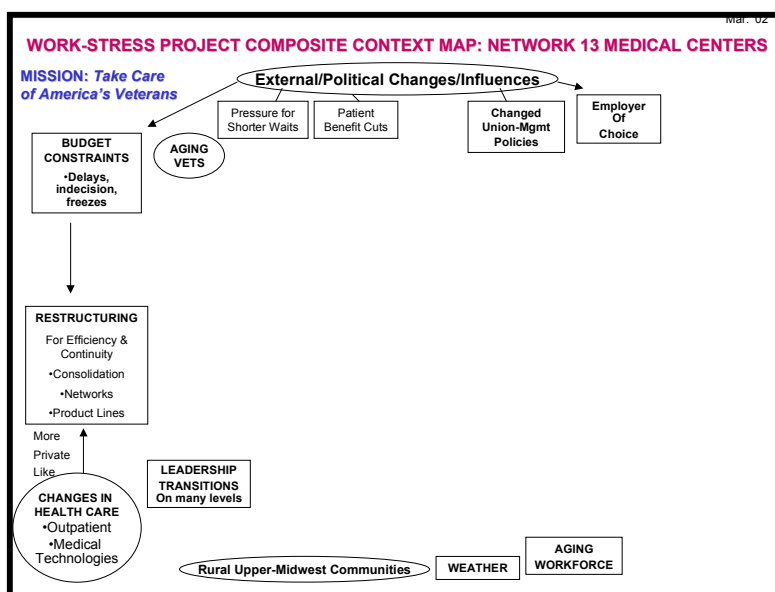 Mar. '02
WORK-STRESS PROJECT COMPOSITE CONTEXT MAP: NETWORK 13 MEDICAL CENTERS
MISSION: Take Care
of America's Veterans
External/Political Changes/Influences
Pressure for
Shorter Waits
Patient
Benefit Cuts
Changed
Union-Mgmt
Policies
Employer
Of
Choice
BUDGET
CONSTRAINTS
•Delays,
indecision,
freezes
AGING
VETS
RESTRUCTURING
For Efficiency &
Continuity
•Consolidation
•Networks
•Product Lines
More
Private
Like
LEADERSHIP
TRANSITIONS
On many levels
CHANGES IN
HEALTH CARE
•Outpatient
•Medical
Technologies
Rural Upper-Midwest Communities
WEATHER
AGING
WORKFORCE